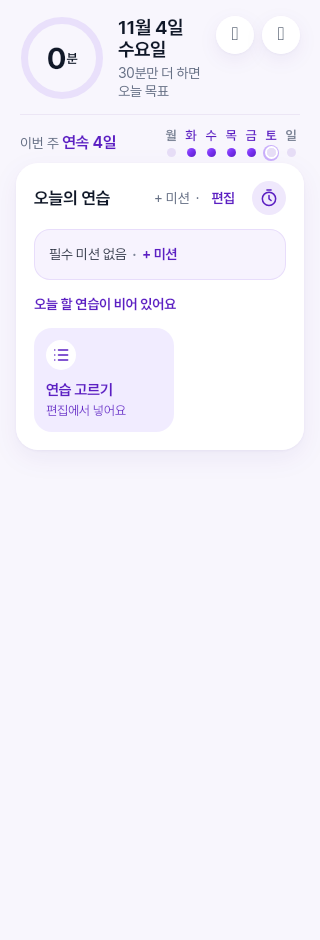 0분
11월 4일
수요일
30분만 더 하면
오늘 목표
이번 주 연속 4일
월 화 수 목 금 토 일
오늘의 연습
+ 미션 · 편집
필수 미션 없음 · + 미션
오늘 할 연습이 비어 있어요
연습 고르기
편집에서 넣어요